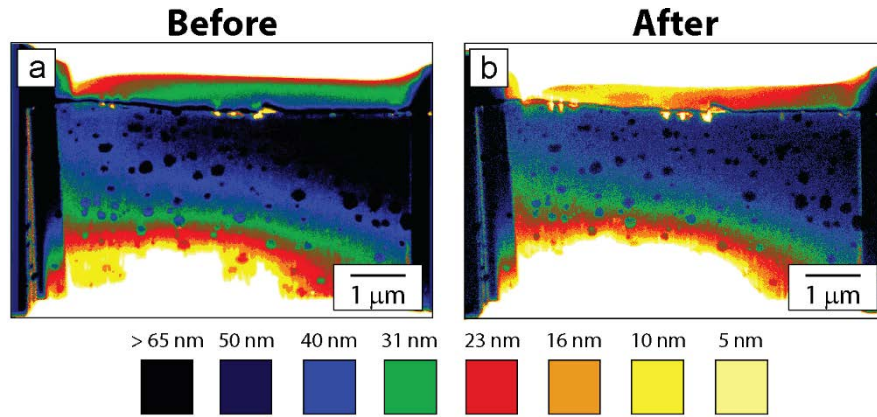 Before
After
a
b
1 μm
1 μm
> 65 nm
50 nm
40 nm
31 nm
23 nm
16 nm
10 nm
5 nm